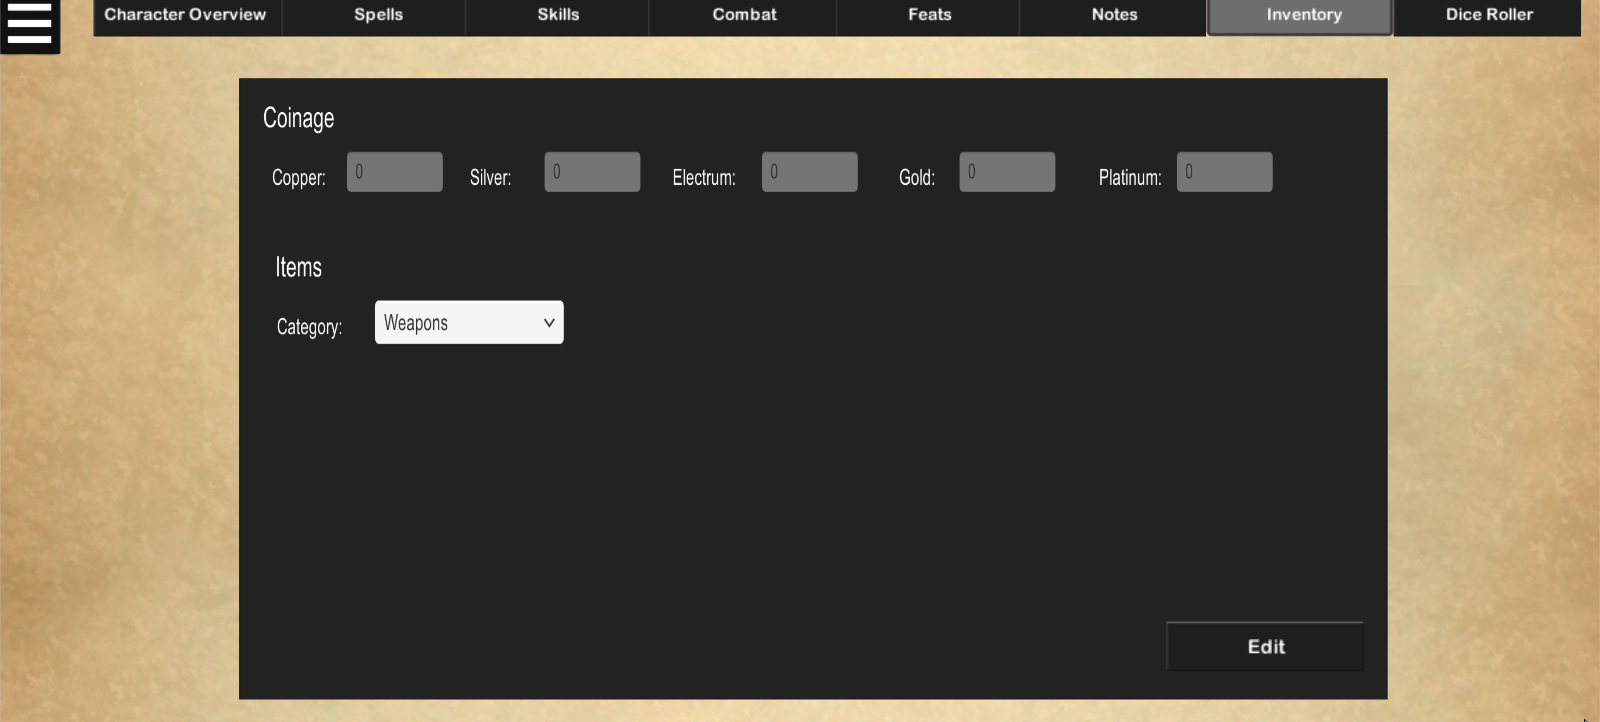 Character Overview Spells Skills Combat Feats Notes Inventory Dice Roller
Coinage
Copper: 0 Silver: 0 Electrum: 0 Gold: 0 Platinum: 0
Items
Category: Weapons
Edit